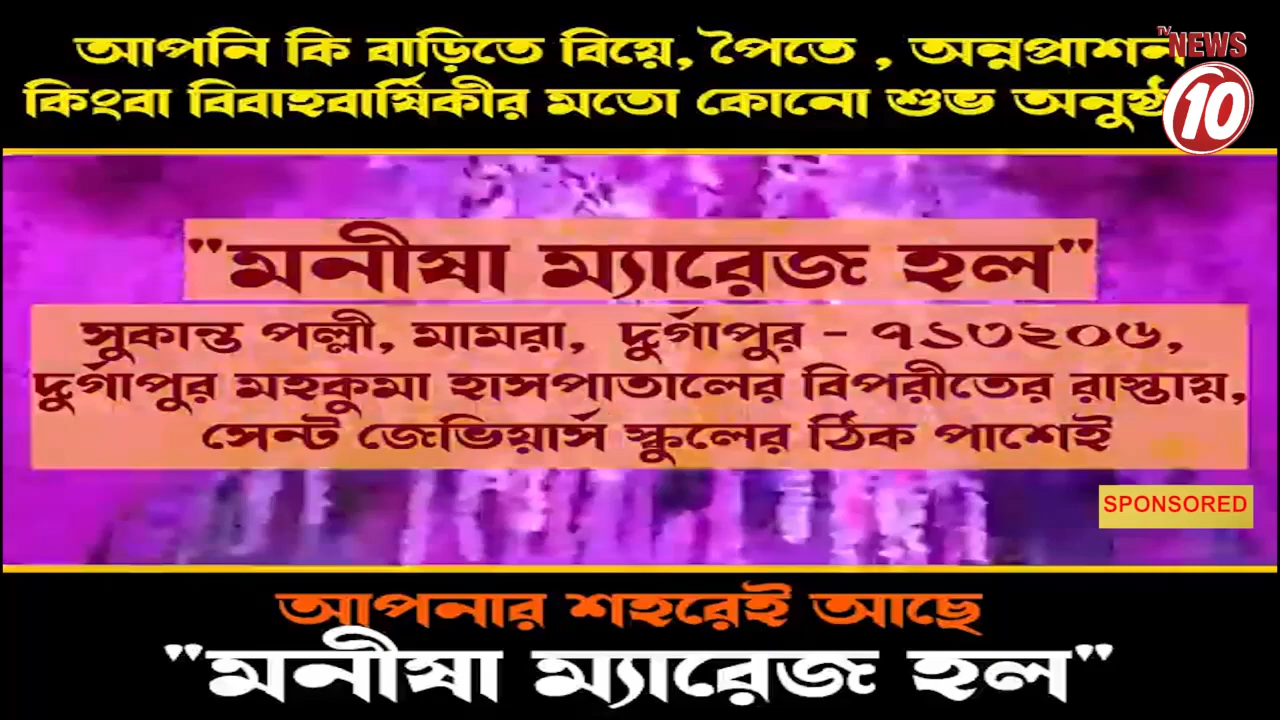 আপনি কি বাড়িতে বিয়ে, পৈতে , অন্নপ্রাশন
TV NEWS
10
কিংবা বিবাহবার্ষিকীর মতো কোনো শুভ
"মনীষা ম্যারেজ হল"
সুকান্ত পল্লী, মামরা, দুর্গাপুর - ৭১৩২০৬,
দুর্গাপুর মহকুমা হাসপাতালের বিপরীতের রাস্তায়,
সেন্ট জেভিয়ার্স স্কুলের ঠিক পাশেই
SPONSORED
আপনার শহরেই আছে
"মনীষা ম্যারেজ হল"